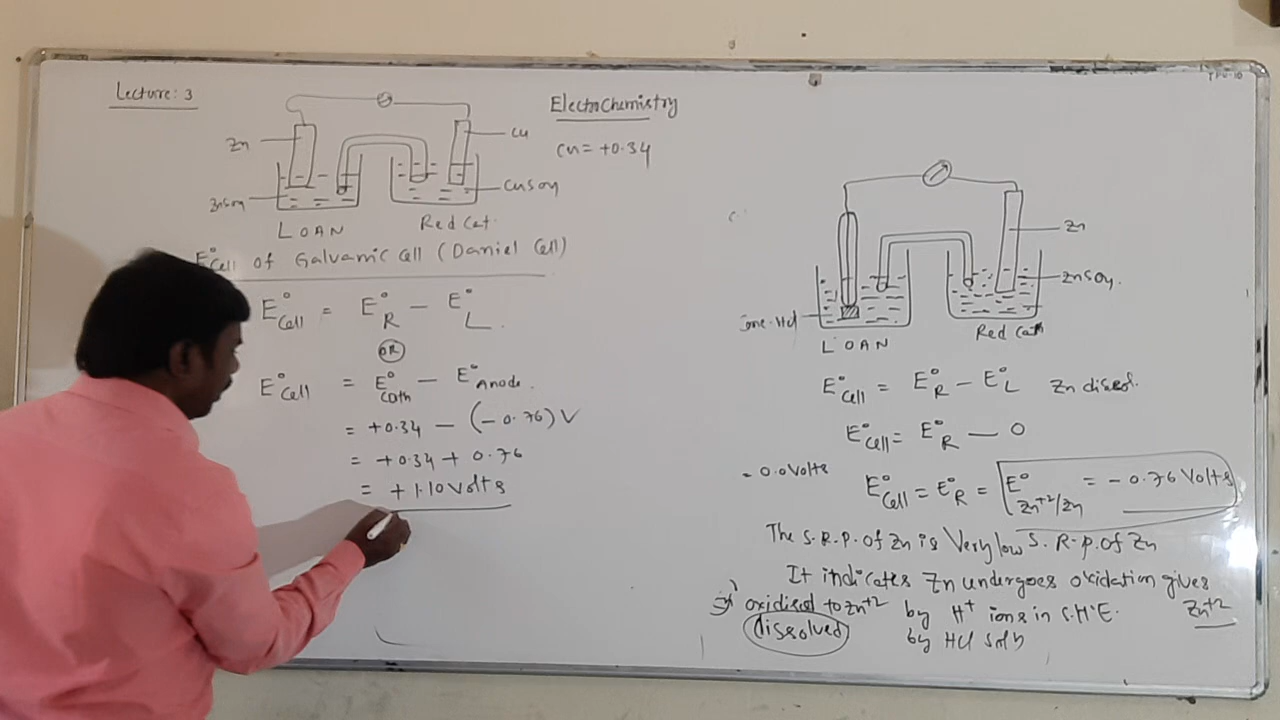 Lecture: 3
ElectroChemistry
Cu = +0.34
Zn
Cu
ZnSO4
CuSO4
LOAN
Red Cat.
E°Cell of Galvanic Cell (Daniel Cell)
E°Cell = E°R - E°L.
OR
E°Cell = E°Cath - E°Anode.
= +0.34 - (-0.76) V
= +0.34 + 0.76
= +1.10 Volts
Zn
ZnSO4.
Conc-Hcl
LOAN
Red Cat
E°Cell = E°R - E°L
Zn dissol.
E°Cell = E°R - 0
= 0.0 Volts
E°Cell = E°R = E°Zn+2/Zn = -0.76 Volts
The S.R.P. of Zn is Very low S.R.P. of Zn
It indicates Zn undergoes oxidation gives
oxidised to Zn+2 by H+ ions in S.H.E. Zn+2
dissolved by Hcl soln